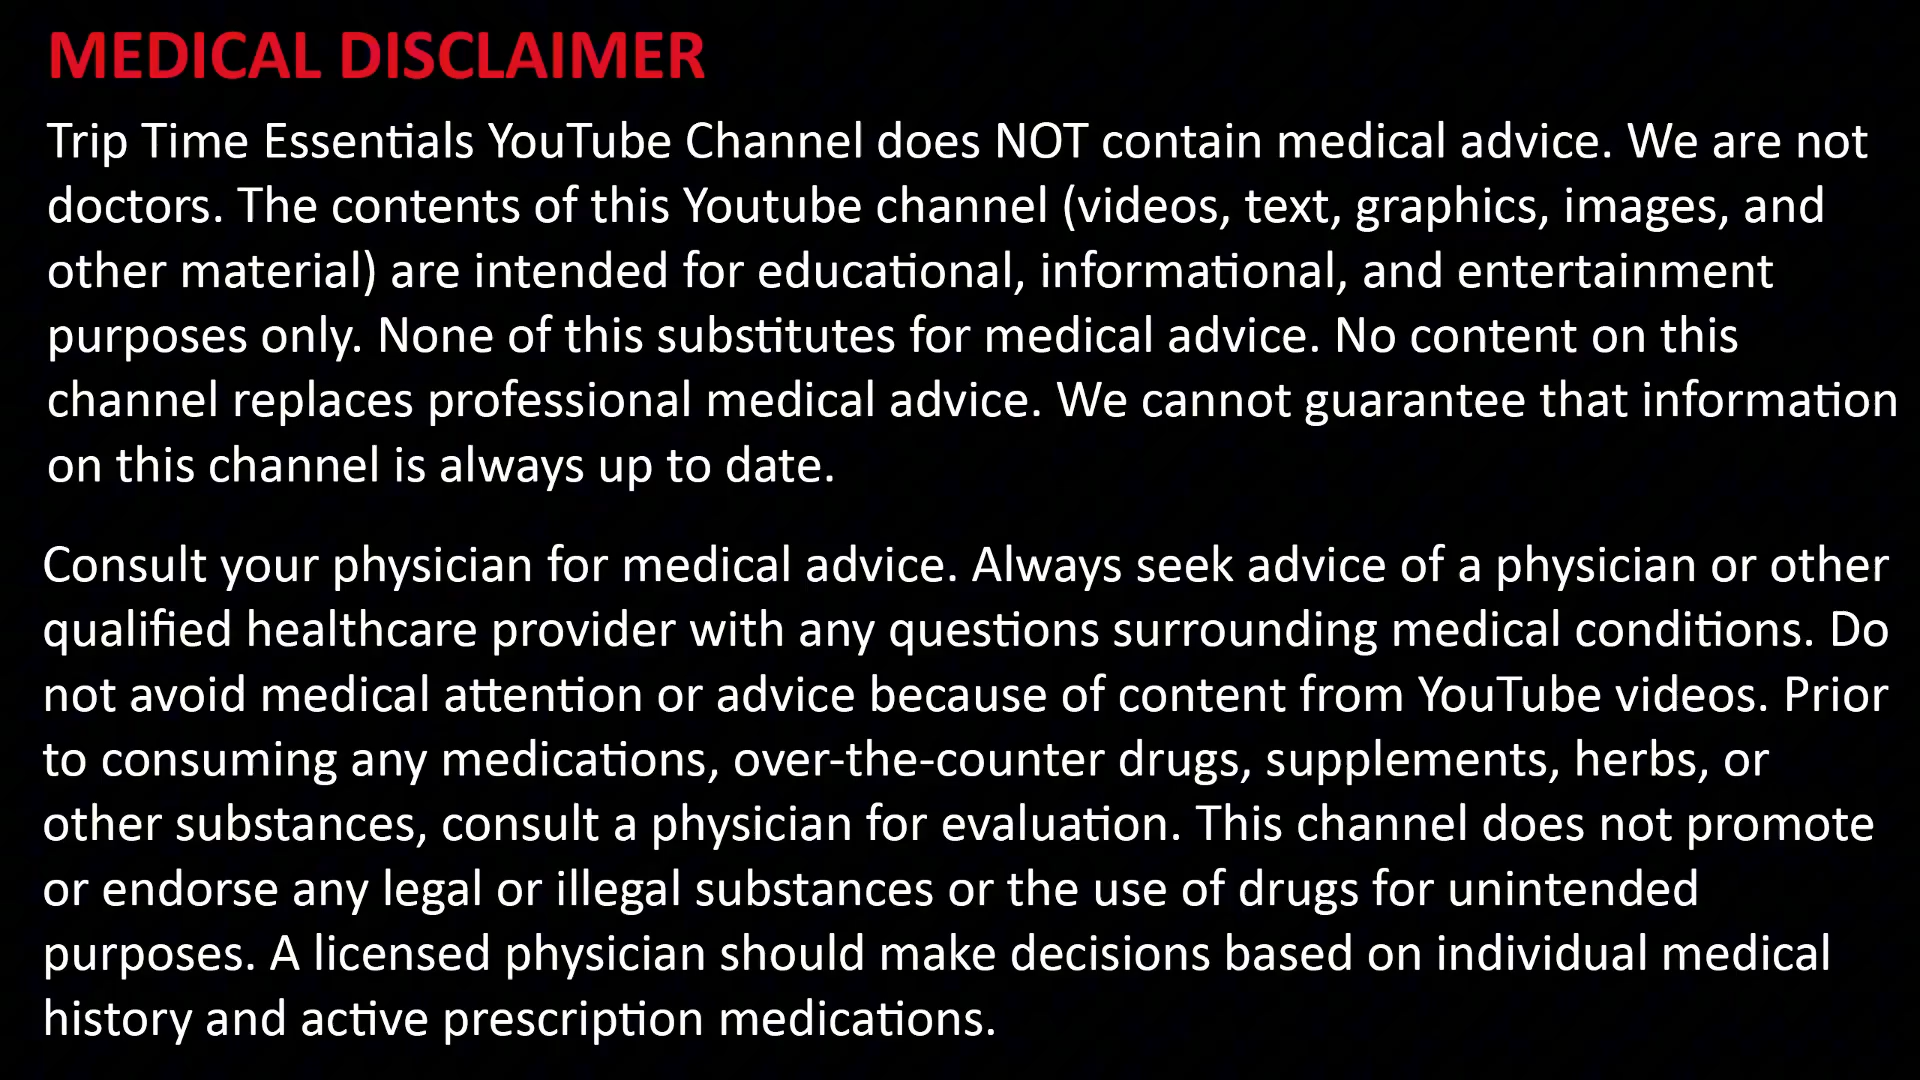 MEDICAL DISCLAIMER
Trip Time Essentials YouTube Channel does NOT contain medical advice. We are not
doctors. The contents of this Youtube channel (videos, text, graphics, images, and
other material) are intended for educational, informational, and entertainment
purposes only. None of this substitutes for medical advice. No content on this
channel replaces professional medical advice. We cannot guarantee that information
on this channel is always up to date.
Consult your physician for medical advice. Always seek advice of a physician or other
qualified healthcare provider with any questions surrounding medical conditions. Do
not avoid medical attention or advice because of content from YouTube videos. Prior
to consuming any medications, over-the-counter drugs, supplements, herbs, or
other substances, consult a physician for evaluation. This channel does not promote
or endorse any legal or illegal substances or the use of drugs for unintended
purposes. A licensed physician should make decisions based on individual medical
history and active prescription medications.